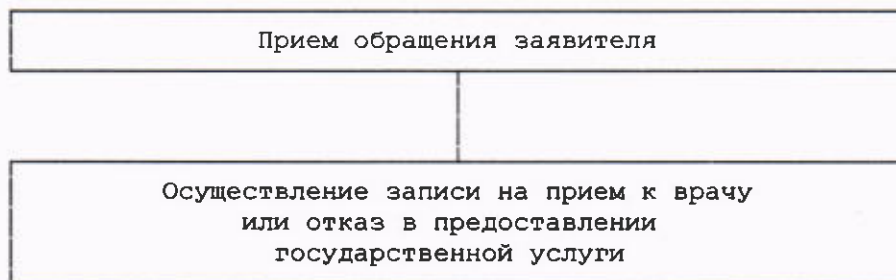 Прием обращения заявителя
Осуществление записи на прием к врачу
или отказ в предоставлении
государственной услуги